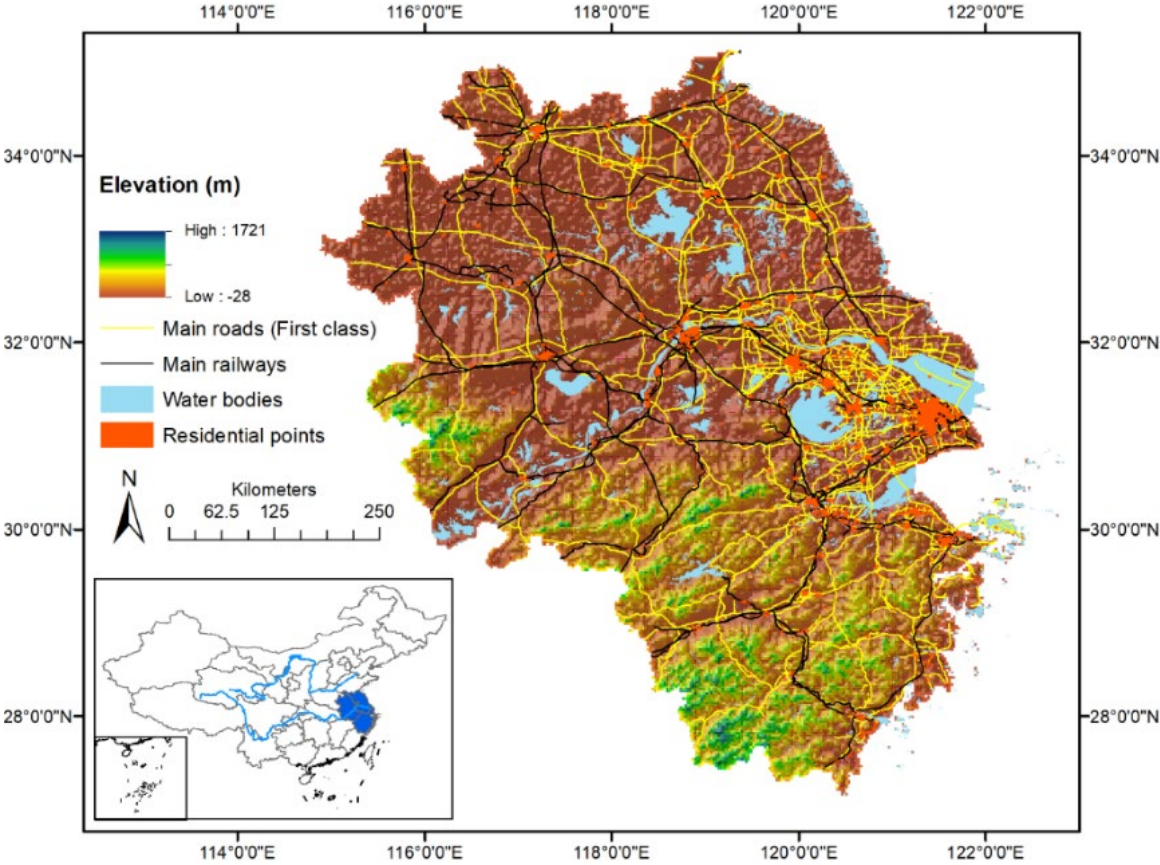 114°0'0"E 116°0'0"E 118°0'0"E 120°0'0"E 122°0'0"E
34°0'0"N 34°0'0"N
Elevation (m)
High : 1721
Low : -28
Main roads (First class)
32°0'0"N 32°0'0"N
Main railways
Water bodies
Residential points
N
Kilometers
0 62.5 125 250
30°0'0"N 30°0'0"N
28°0'0"N 28°0'0"N
114°0'0"E 116°0'0"E 118°0'0"E 120°0'0"E 122°0'0"E